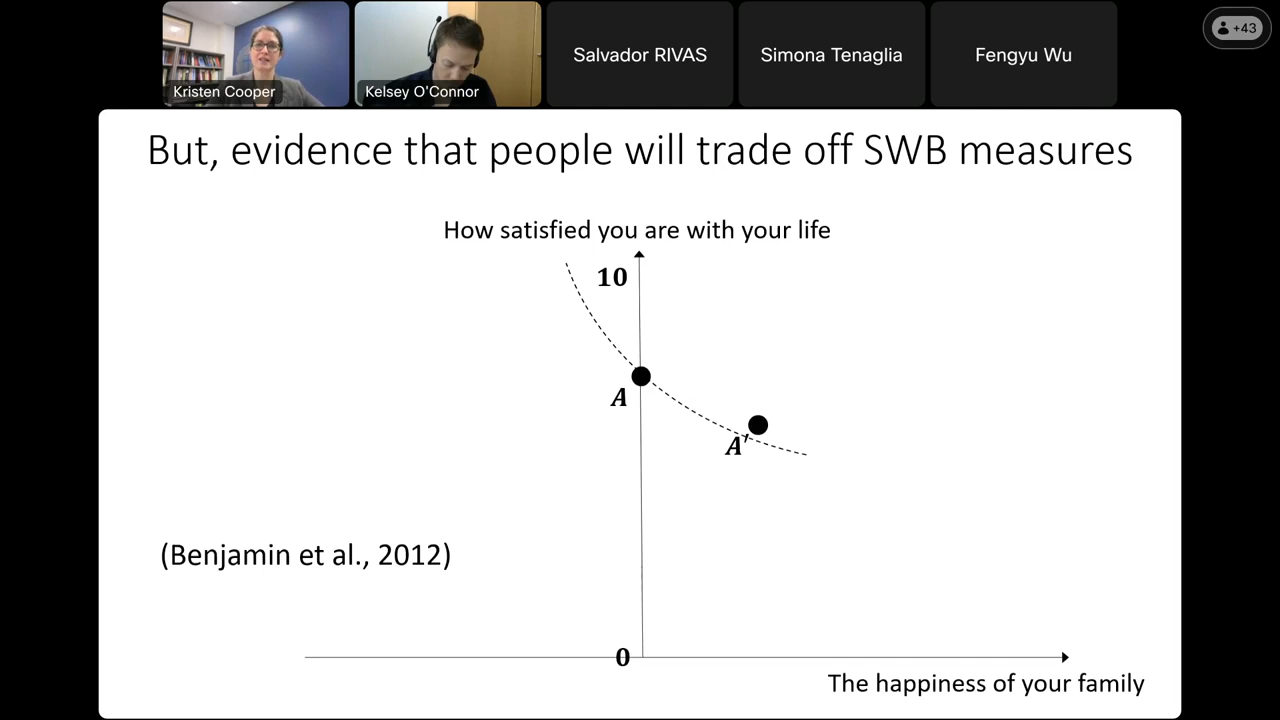 Kristen Cooper
Kelsey O'Connor
Salvador RIVAS
Simona Tenaglia
Fengyu Wu
+43
But, evidence that people will trade off SWB measures
How satisfied you are with your life
10
A
A′
(Benjamin et al., 2012)
0
The happiness of your family